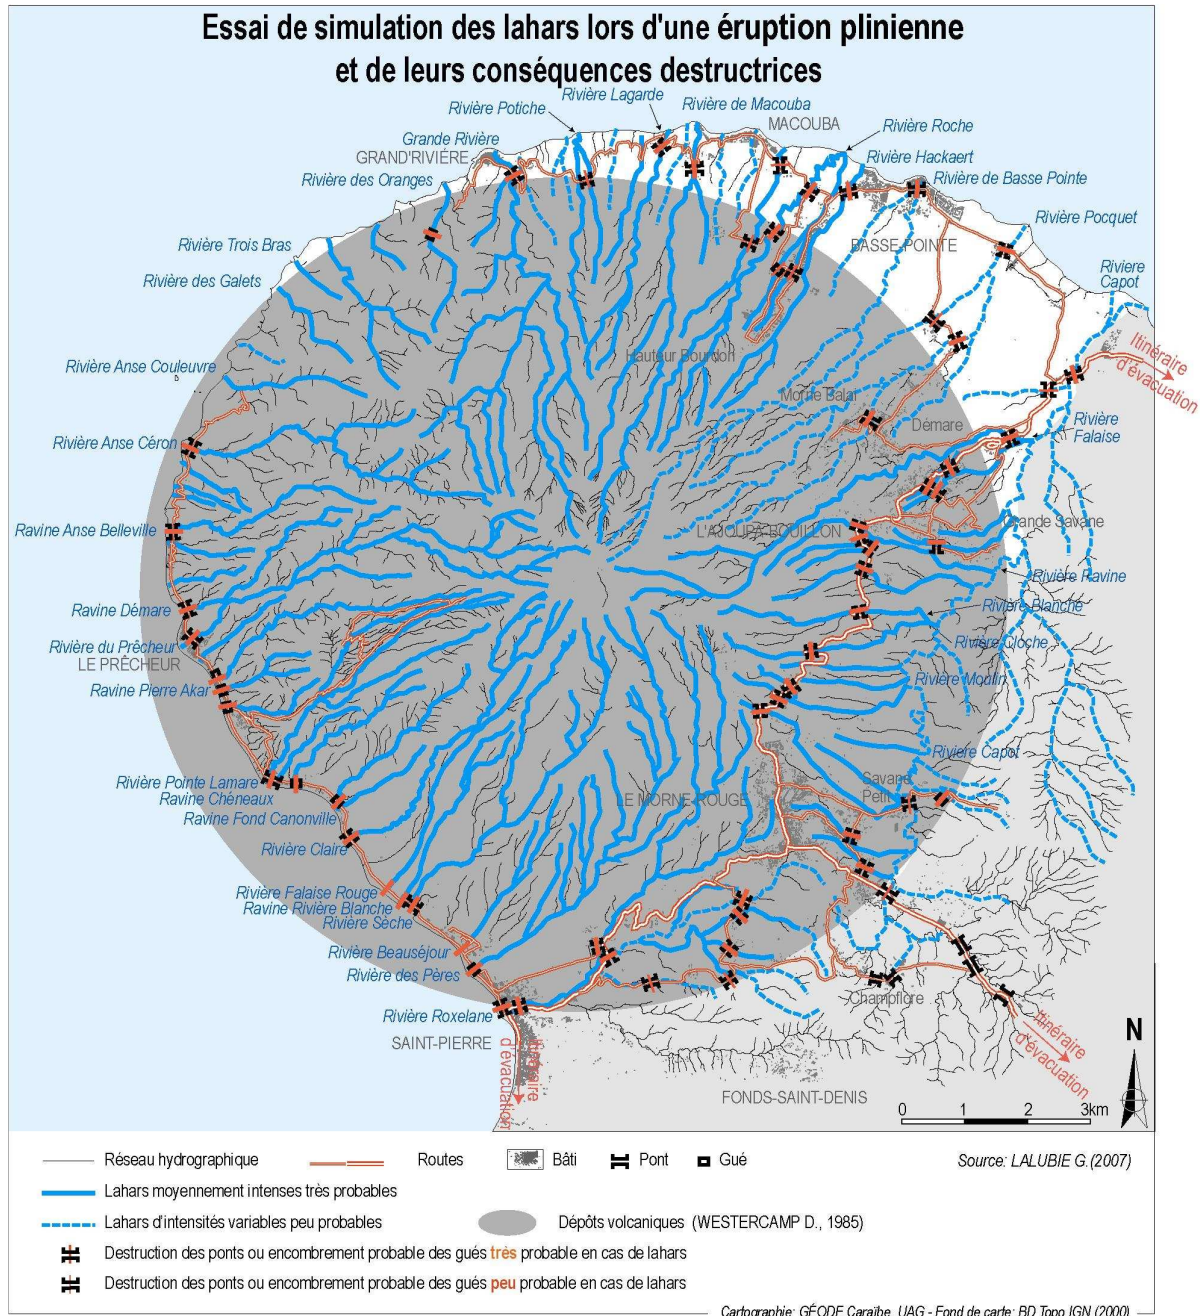 Essai de simulation des lahars lors d'une éruption plinienne
et de leurs conséquences destructrices
Rivière Lagarde
Rivière Potiche
Rivière de Macouba
MACOUBA
Rivière Roche
Grande Rivière
GRAND'RIVIÈRE
Rivière Hackaert
Rivière des Oranges
Rivière de Basse Pointe
Rivière Pocquet
Rivière Trois Bras
BASSE-POINTE
Rivière des Galets
Riviere
Capot
Itinéraire
d'évacuation
Hauteur Bourdon
Rivière Anse Couleuvre
Morne Balai
Démare
Rivière
Falaise
Rivière Anse Céron
Ravine Anse Belleville
L'AJOUPA-BOUILLON
Grande Savane
Rivière Ravine
Ravine Démare
Rivière Blanche
Rivière du Prêcheur
Rivière Cloche
LE PRÊCHEUR
Ravine Pierre Akar
Rivière Moulin
Riviere Capot
Rivière Pointe Lamare
Savane
Petit
Ravine Chêneaux
LE MORNE-ROUGE
Ravine Fond Canonville
Rivière Claire
Rivière Falaise Rouge
Ravine Rivière Blanche
Rivière Sèche
Rivière Beauséjour
Rivière des Pères
Champflore
Rivière Roxelane
SAINT-PIERRE
Itinéraire
d'évacuation
Itinéraire
d'évacuation
N
FONDS-SAINT-DENIS
0 1 2 3km
Réseau hydrographique
Routes
Bâti
Pont
Gué
Source: LALUBIE G.(2007)
Lahars moyennement intenses très probables
Lahars d'intensités variables peu probables
Dépôts volcaniques (WESTERCAMP D., 1985)
Destruction des ponts ou encombrement probable des gués très probable en cas de lahars
Destruction des ponts ou encombrement probable des gués peu probable en cas de lahars
Cartographie: GÉODE Caraïbe, UAG - Fond de carte: BD Topo IGN (2000)